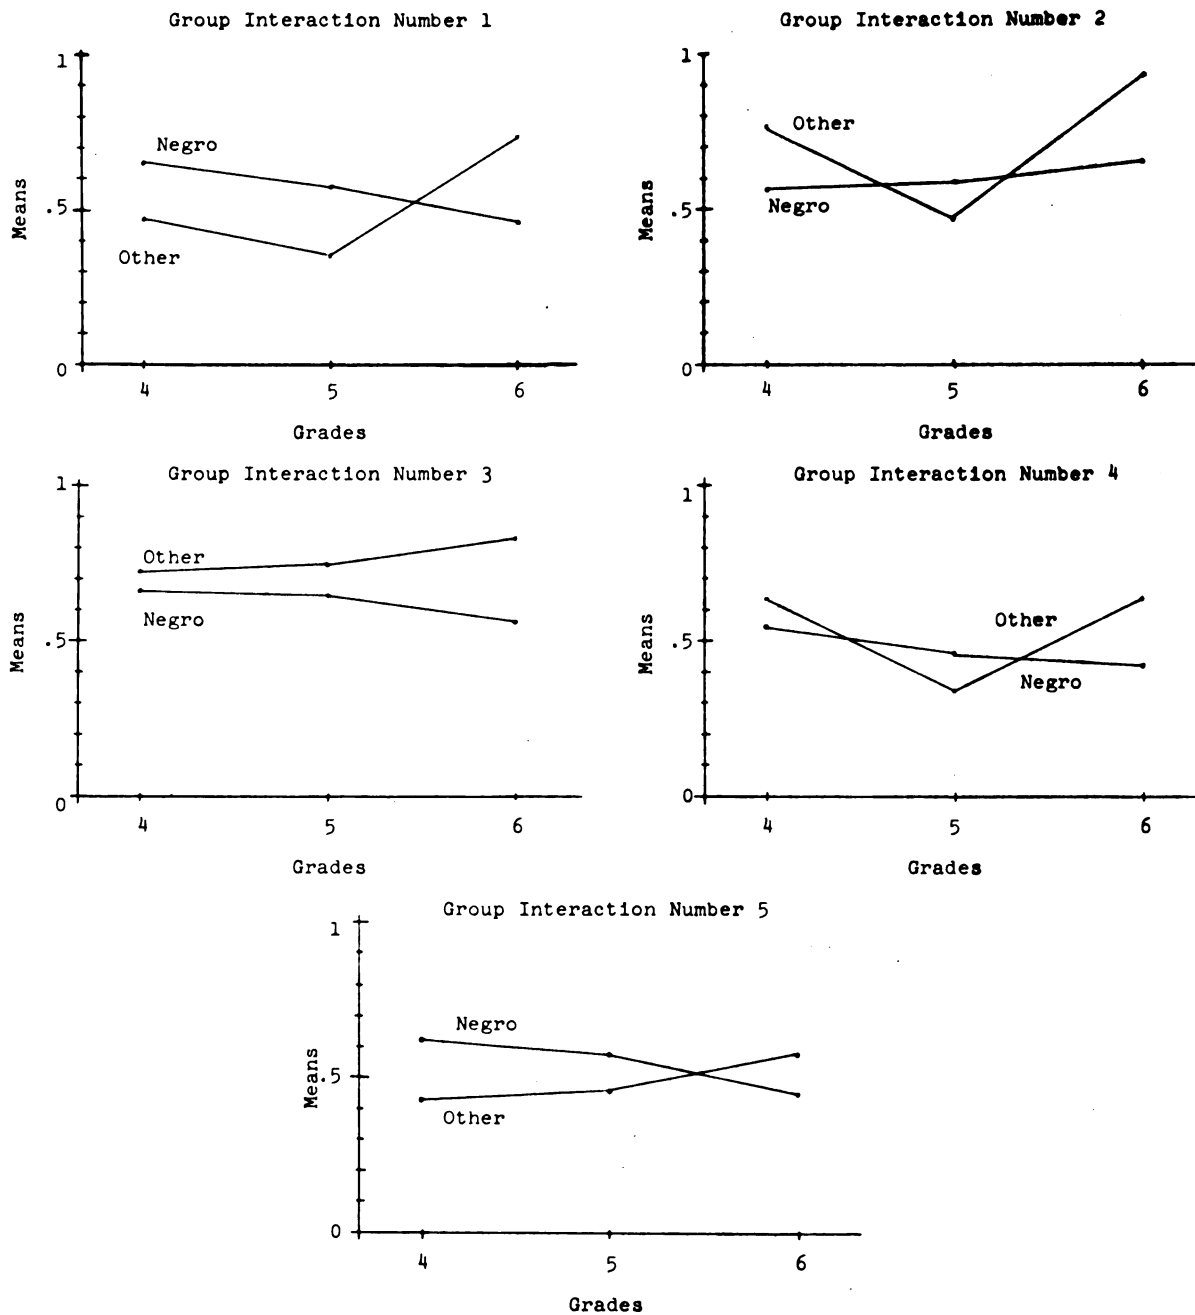 Group Interaction Number 1
1
Negro
Means
.5
Other
0
4 5 6
Grades
Group Interaction Number 2
1
Other
Means
.5
Negro
0
4 5 6
Grades
Group Interaction Number 3
1
Other
Negro
Means
.5
0
4 5 6
Grades
Group Interaction Number 4
1
Other
Means
.5
Negro
0
4 5 6
Grades
Group Interaction Number 5
1
Negro
Means
.5
Other
0
4 5 6
Grades